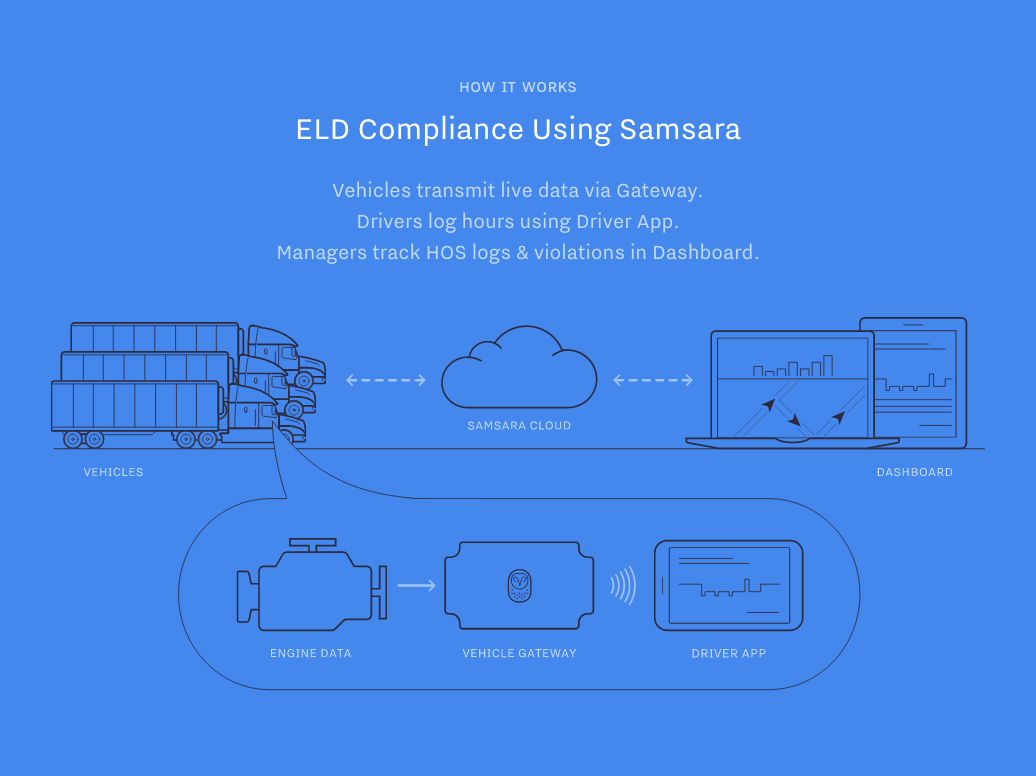 HOW IT WORKS
ELD Compliance Using Samsara
Vehicles transmit live data via Gateway.
Drivers log hours using Driver App.
Managers track HOS logs & violations in Dashboard.
SAMSARA CLOUD
VEHICLES
DASHBOARD
ENGINE DATA
VEHICLE GATEWAY
DRIVER APP